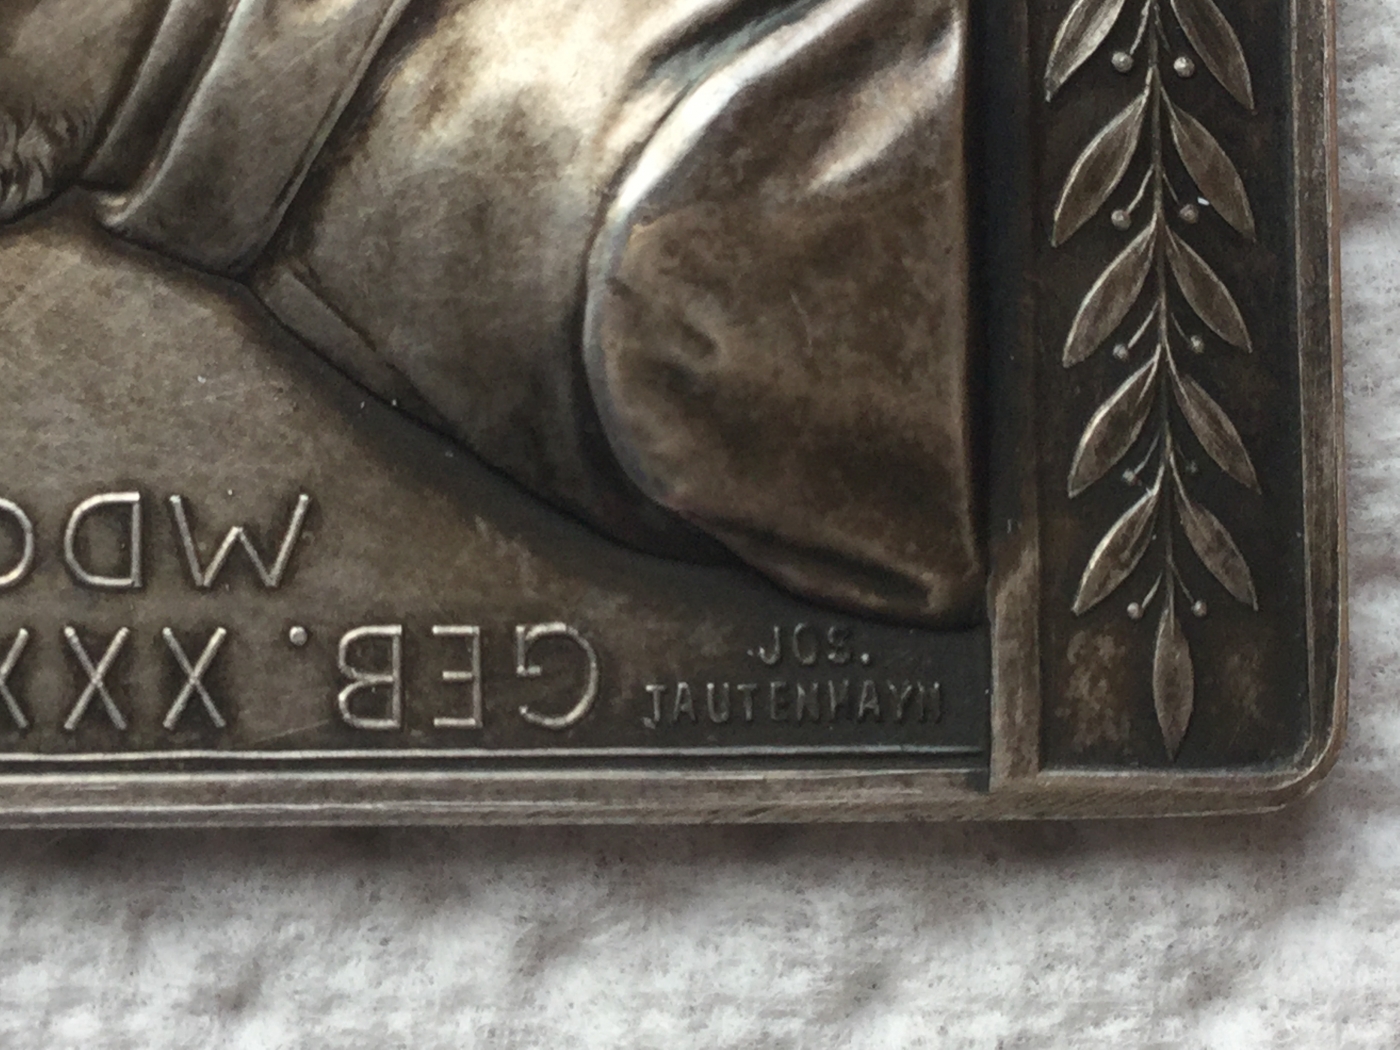 JOS.
TAUTENHAYN
GEB. XXX
MDC